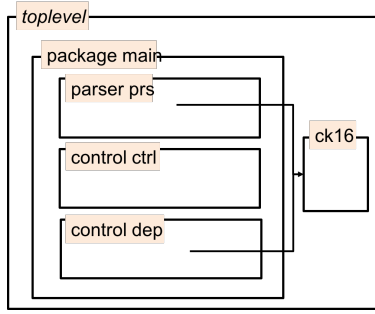 toplevel
package main
parser prs
ck16
control ctrl
control dep